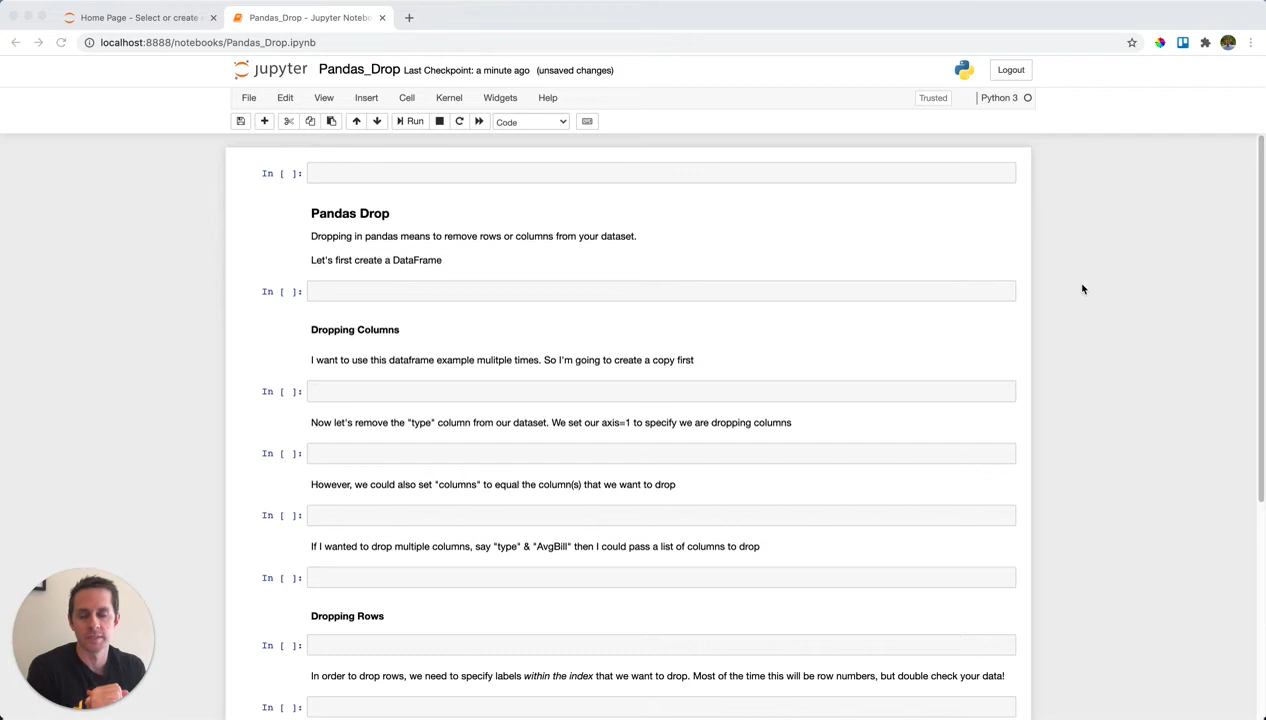 Home Page - Select or create
Pandas_Drop - Jupyter Notebo
localhost:8888/notebooks/Pandas_Drop.ipynb
jupyter Pandas_Drop Last Checkpoint: a minute ago (unsaved changes)
Logout
File Edit View Insert Cell Kernel Widgets Help
Trusted
Python 3
Run
Code
In [ ]:
Pandas Drop
Dropping in pandas means to remove rows or columns from your dataset.
Let's first create a DataFrame
In [ ]:
Dropping Columns
I want to use this dataframe example mulitple times. So I'm going to create a copy first
In [ ]:
Now let's remove the "type" column from our dataset. We set our axis=1 to specify we are dropping columns
In [ ]:
However, we could also set "columns" to equal the column(s) that we want to drop
In [ ]:
If I wanted to drop multiple columns, say "type" & "AvgBill" then I could pass a list of columns to drop
In [ ]:
Dropping Rows
In [ ]:
In order to drop rows, we need to specify labels within the index that we want to drop. Most of the time this will be row numbers, but double check your data!
In [ ]: